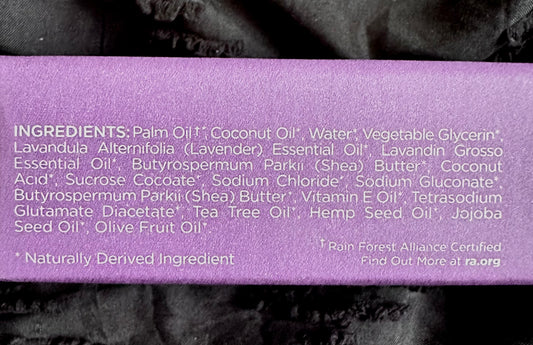 INGREDIENTS: Palm Oil†*, Coconut Oil*, Water*, Vegetable Glycerin*,
Lavandula Alternifolia (Lavender) Essential Oil*, Lavandin Grosso
Essential Oil*, Butyrospermum Parkii (Shea) Butter*, Coconut
Acid*, Sucrose Cocoate*, Sodium Chloride*, Sodium Gluconate*,
Butyrospermum Parkii (Shea) Butter*, Vitamin E Oil*, Tetrasodium
Glutamate Diacetate*, Tea Tree Oil*, Hemp Seed Oil*, Jojoba
Seed Oil*, Olive Fruit Oil*.
† Rain Forest Alliance Certified
Find Out More at ra.org
* Naturally Derived Ingredient